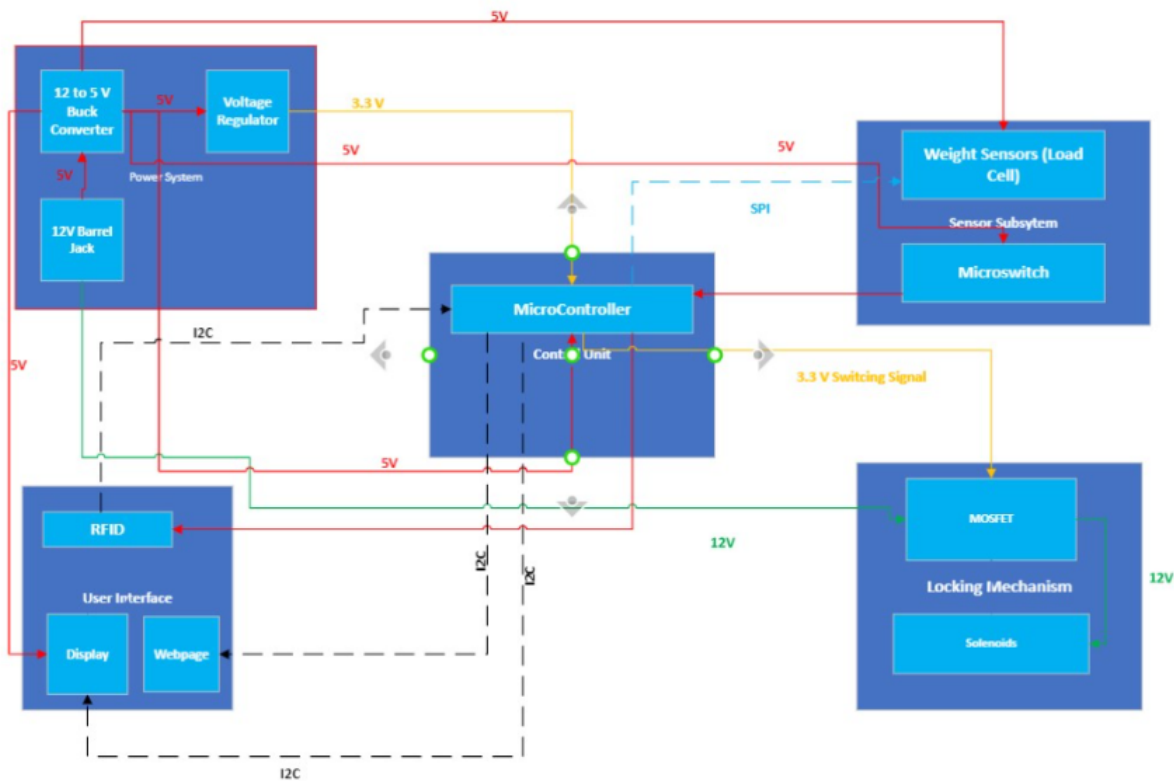 5V
12 to 5 V
Buck
Converter
5V
Voltage
Regulator
3.3 V
5V
5V
Weight Sensors (Load
Cell)
5V
Power System
SPI
Sensor Subsytem
12V Barrel
Jack
Microswitch
MicroController
I2C
5V
Cont
Unit
3.3 V Switcing Signal
5V
RFID
MOSFET
12V
I2C
I2C
12V
User Interface
Locking Mechanism
Display
Webpage
Solenoids
I2C